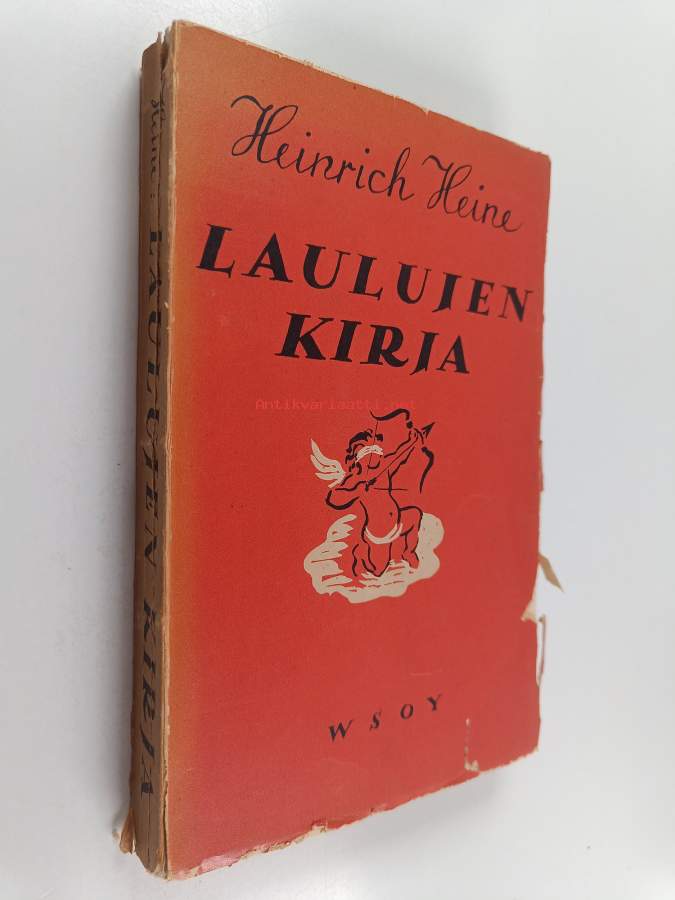 Heinrich Heine
LAULUJEN
KIRJA
Antikvariaatti.net
WSOY
Heine: LAULUJEN KIRJA